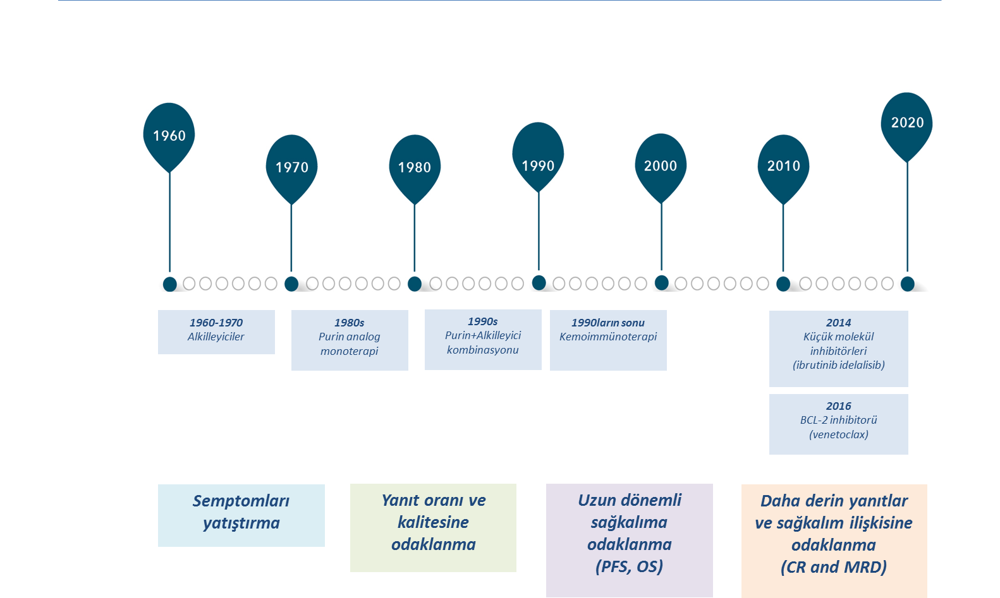 1960
1970
1980
1990
2000
2010
2020
1960-1970
Alkilleyiciler
1980s
Purin analog
monoterapi
1990s
Purin+Alkilleyici
kombinasyonu
1990ların sonu
Kemoimmünoterapi
2014
Küçük molekül
inhibitörleri
(ibrutinib idelalisib)
2016
BCL-2 inhibitorü
(venetoclax)
Semptomları
yatıştırma
Yanıt oranı ve
kalitesine
odaklanma
Uzun dönemli
sağkalıma
odaklanma
(PFS, OS)
Daha derin yanıtlar
ve sağkalım ilişkisine
odaklanma
(CR and MRD)